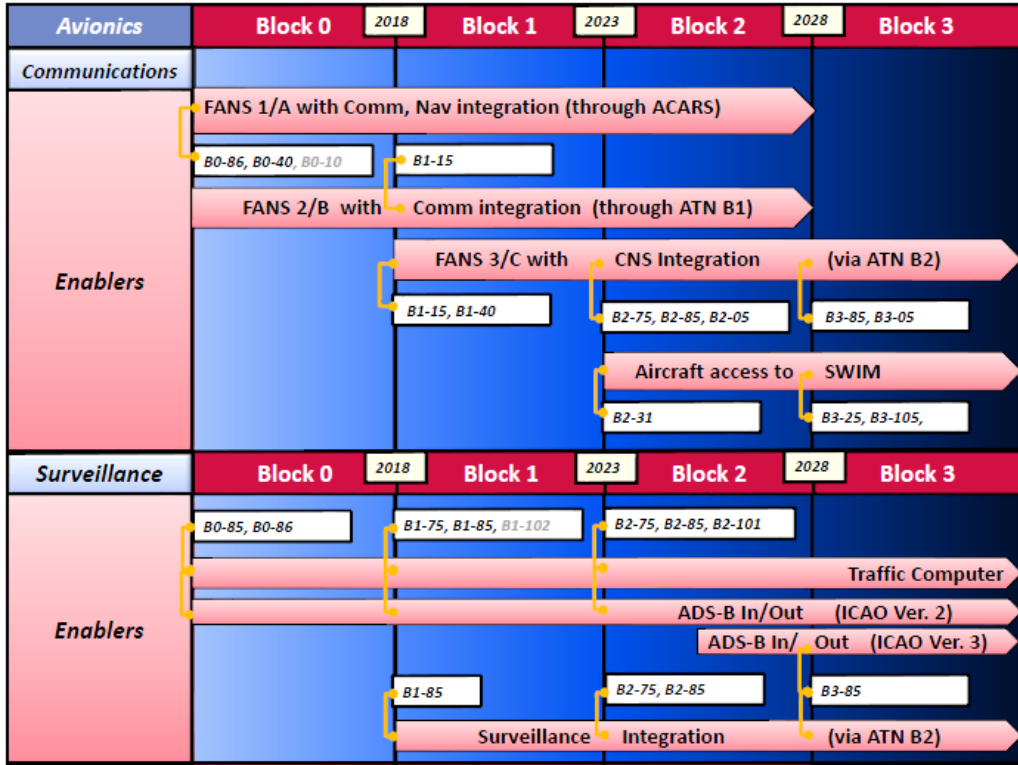 Avionics Block 0 2018 Block 1 2023 Block 2 2028 Block 3
Communications
FANS 1/A with Comm, Nav integration (through ACARS)
B0-86, B0-40, B0-10 B1-15
FANS 2/B with Comm integration (through ATN B1)
FANS 3/C with CNS Integration (via ATN B2)
Enablers
B1-15, B1-40 B2-75, B2-85, B2-05 B3-85, B3-05
Aircraft access to SWIM
B2-31 B3-25, B3-105,
Surveillance Block 0 2018 Block 1 2023 Block 2 2028 Block 3
B0-85, B0-86 B1-75, B1-85, B1-102 B2-75, B2-85, B2-101
Traffic Computer
ADS-B In/Out (ICAO Ver. 2)
Enablers
ADS-B In/ Out (ICAO Ver. 3)
B1-85 B2-75, B2-85 B3-85
Surveillance Integration (via ATN B2)